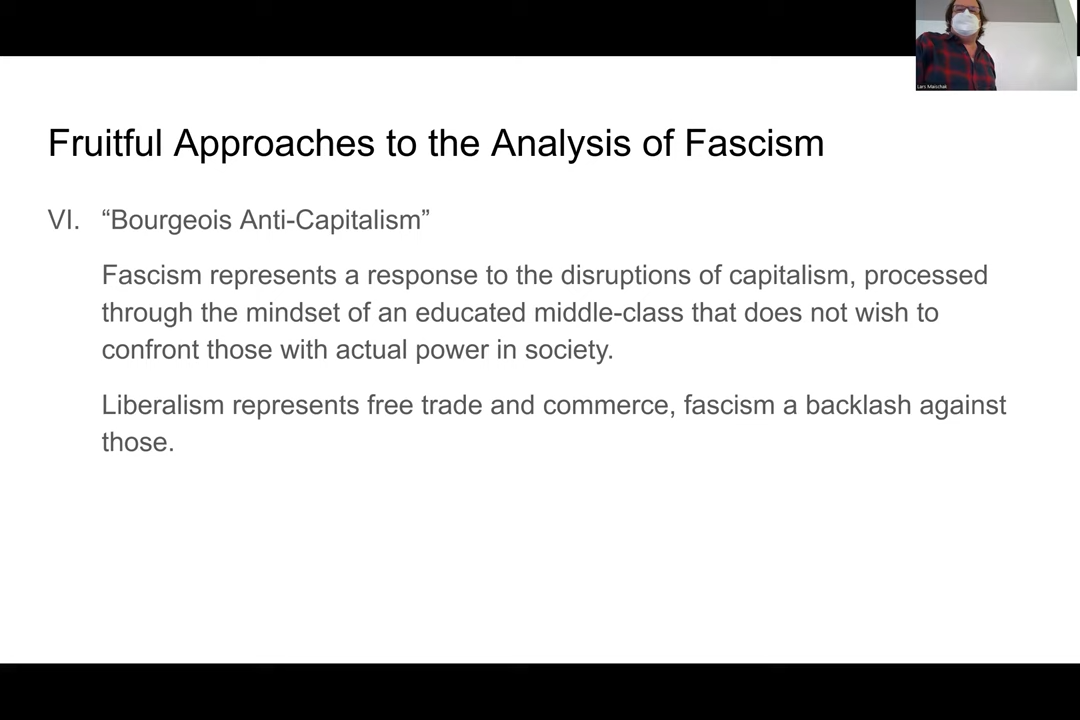 Lars Maischak
Fruitful Approaches to the Analysis of Fascism
VI. “Bourgeois Anti-Capitalism”
Fascism represents a response to the disruptions of capitalism, processed
through the mindset of an educated middle-class that does not wish to
confront those with actual power in society.
Liberalism represents free trade and commerce, fascism a backlash against
those.